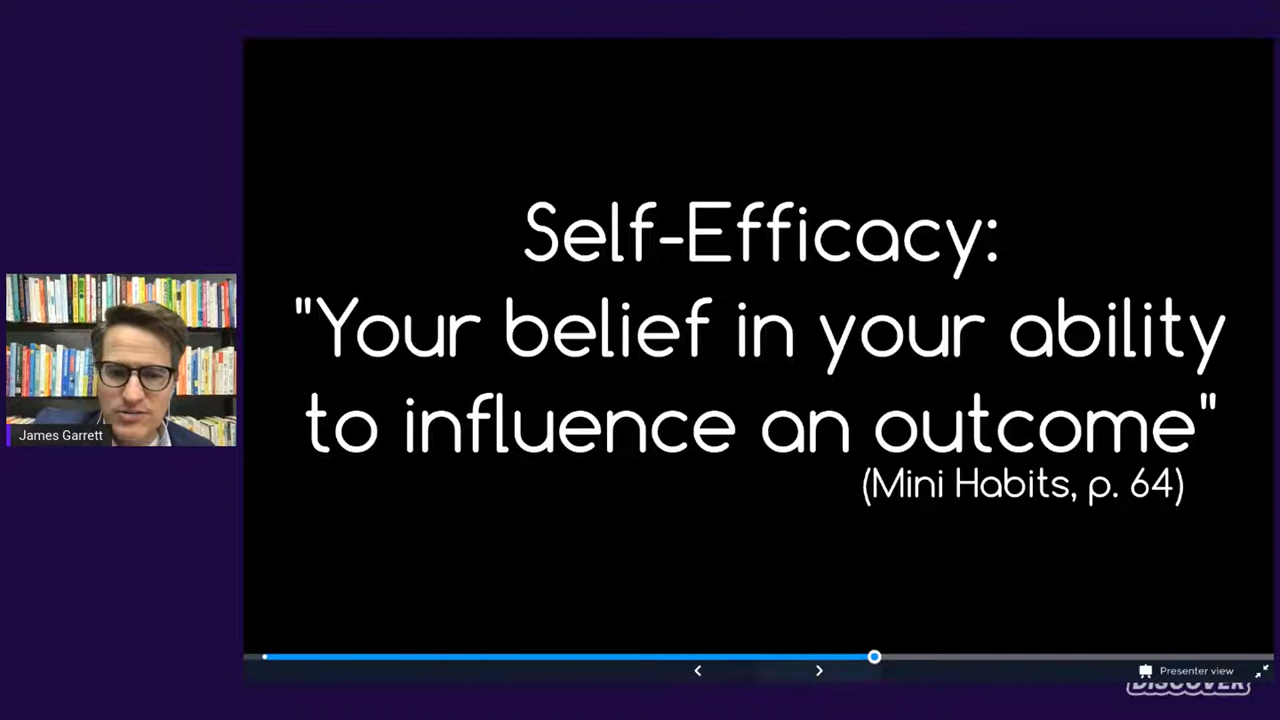 Self-Efficacy:
"Your belief in your ability
to influence an outcome"
(Mini Habits, p. 64)
James Garrett
Presenter view
DISCOVER